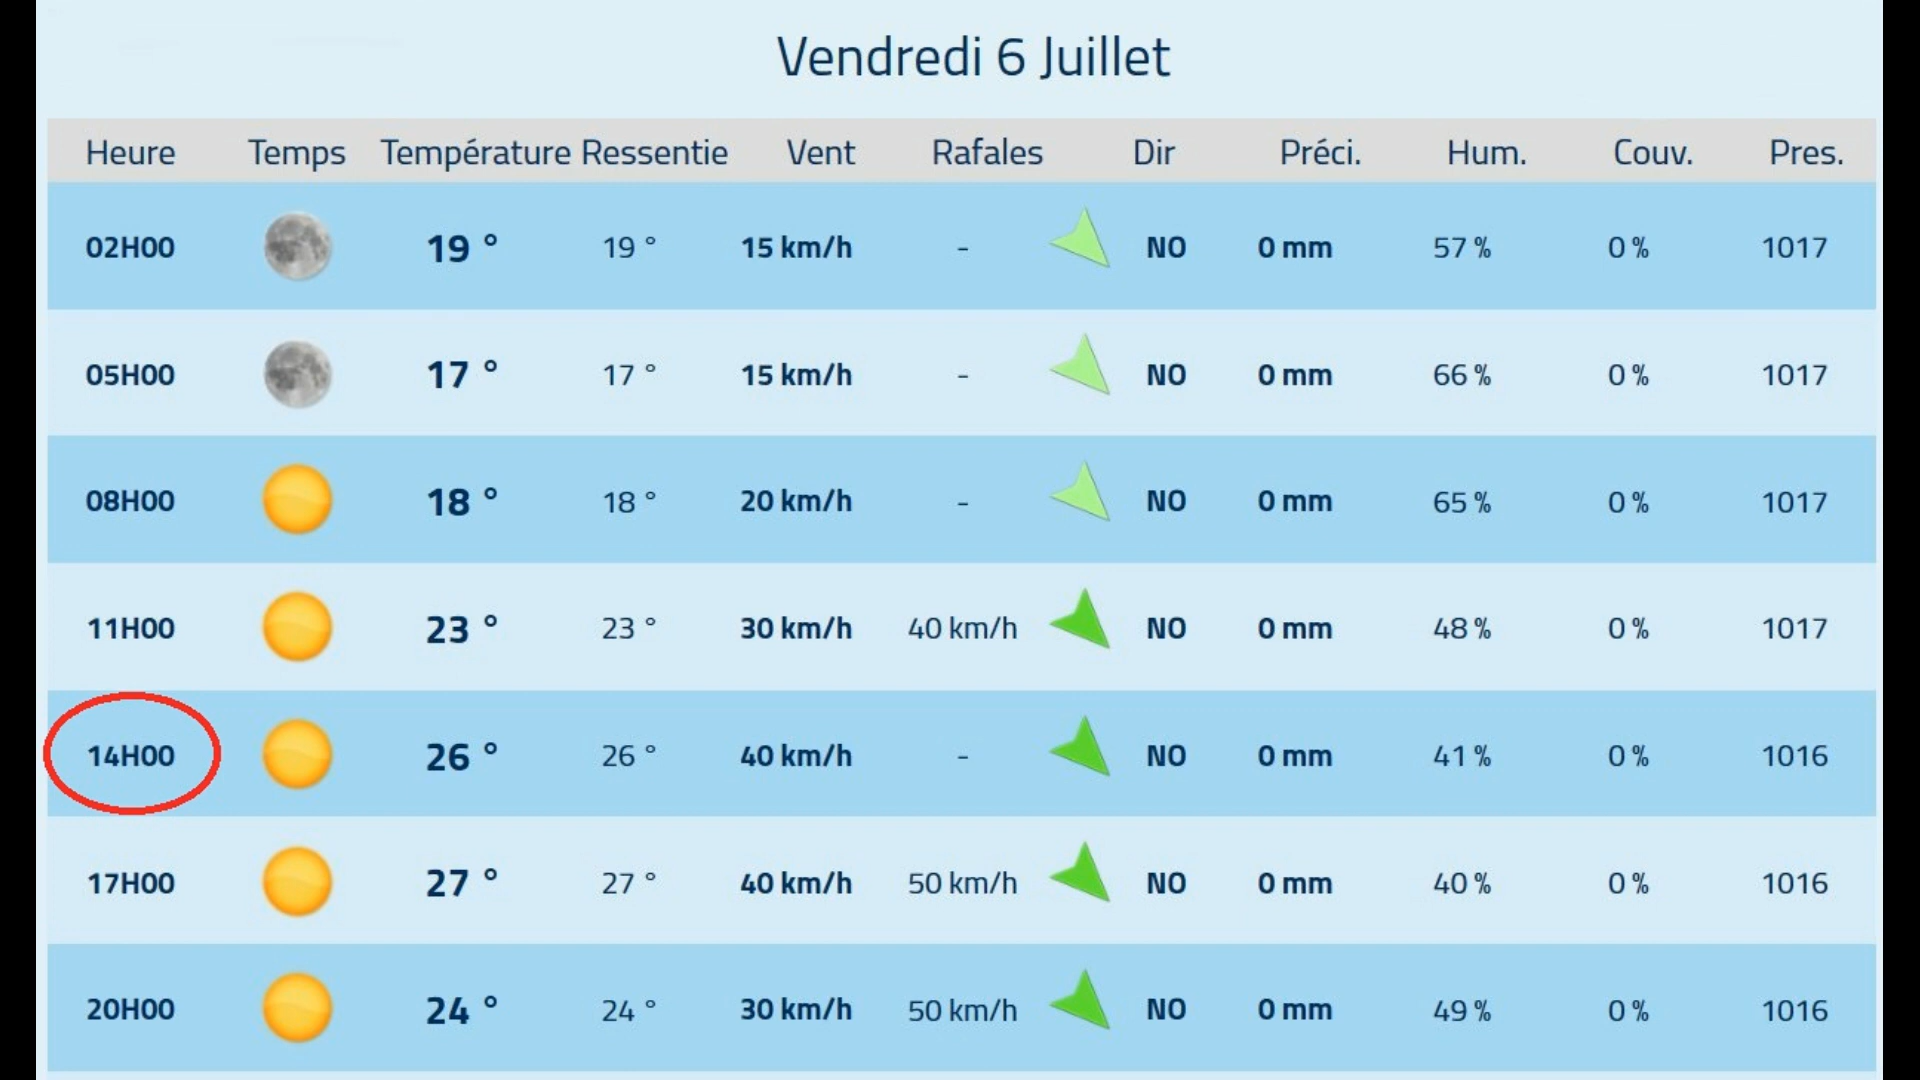 Vendredi 6 Juillet
Heure Temps Température Ressentie Vent Rafales Dir Préci. Hum. Couv. Pres.
02H00 19 ° 19 ° 15 km/h - NO 0 mm 57 % 0 % 1017
05H00 17 ° 17 ° 15 km/h - NO 0 mm 66 % 0 % 1017
08H00 18 ° 18 ° 20 km/h - NO 0 mm 65 % 0 % 1017
11H00 23 ° 23 ° 30 km/h 40 km/h NO 0 mm 48 % 0 % 1017
14H00 26 ° 26 ° 40 km/h - NO 0 mm 41 % 0 % 1016
17H00 27 ° 27 ° 40 km/h 50 km/h NO 0 mm 40 % 0 % 1016
20H00 24 ° 24 ° 30 km/h 50 km/h NO 0 mm 49 % 0 % 1016